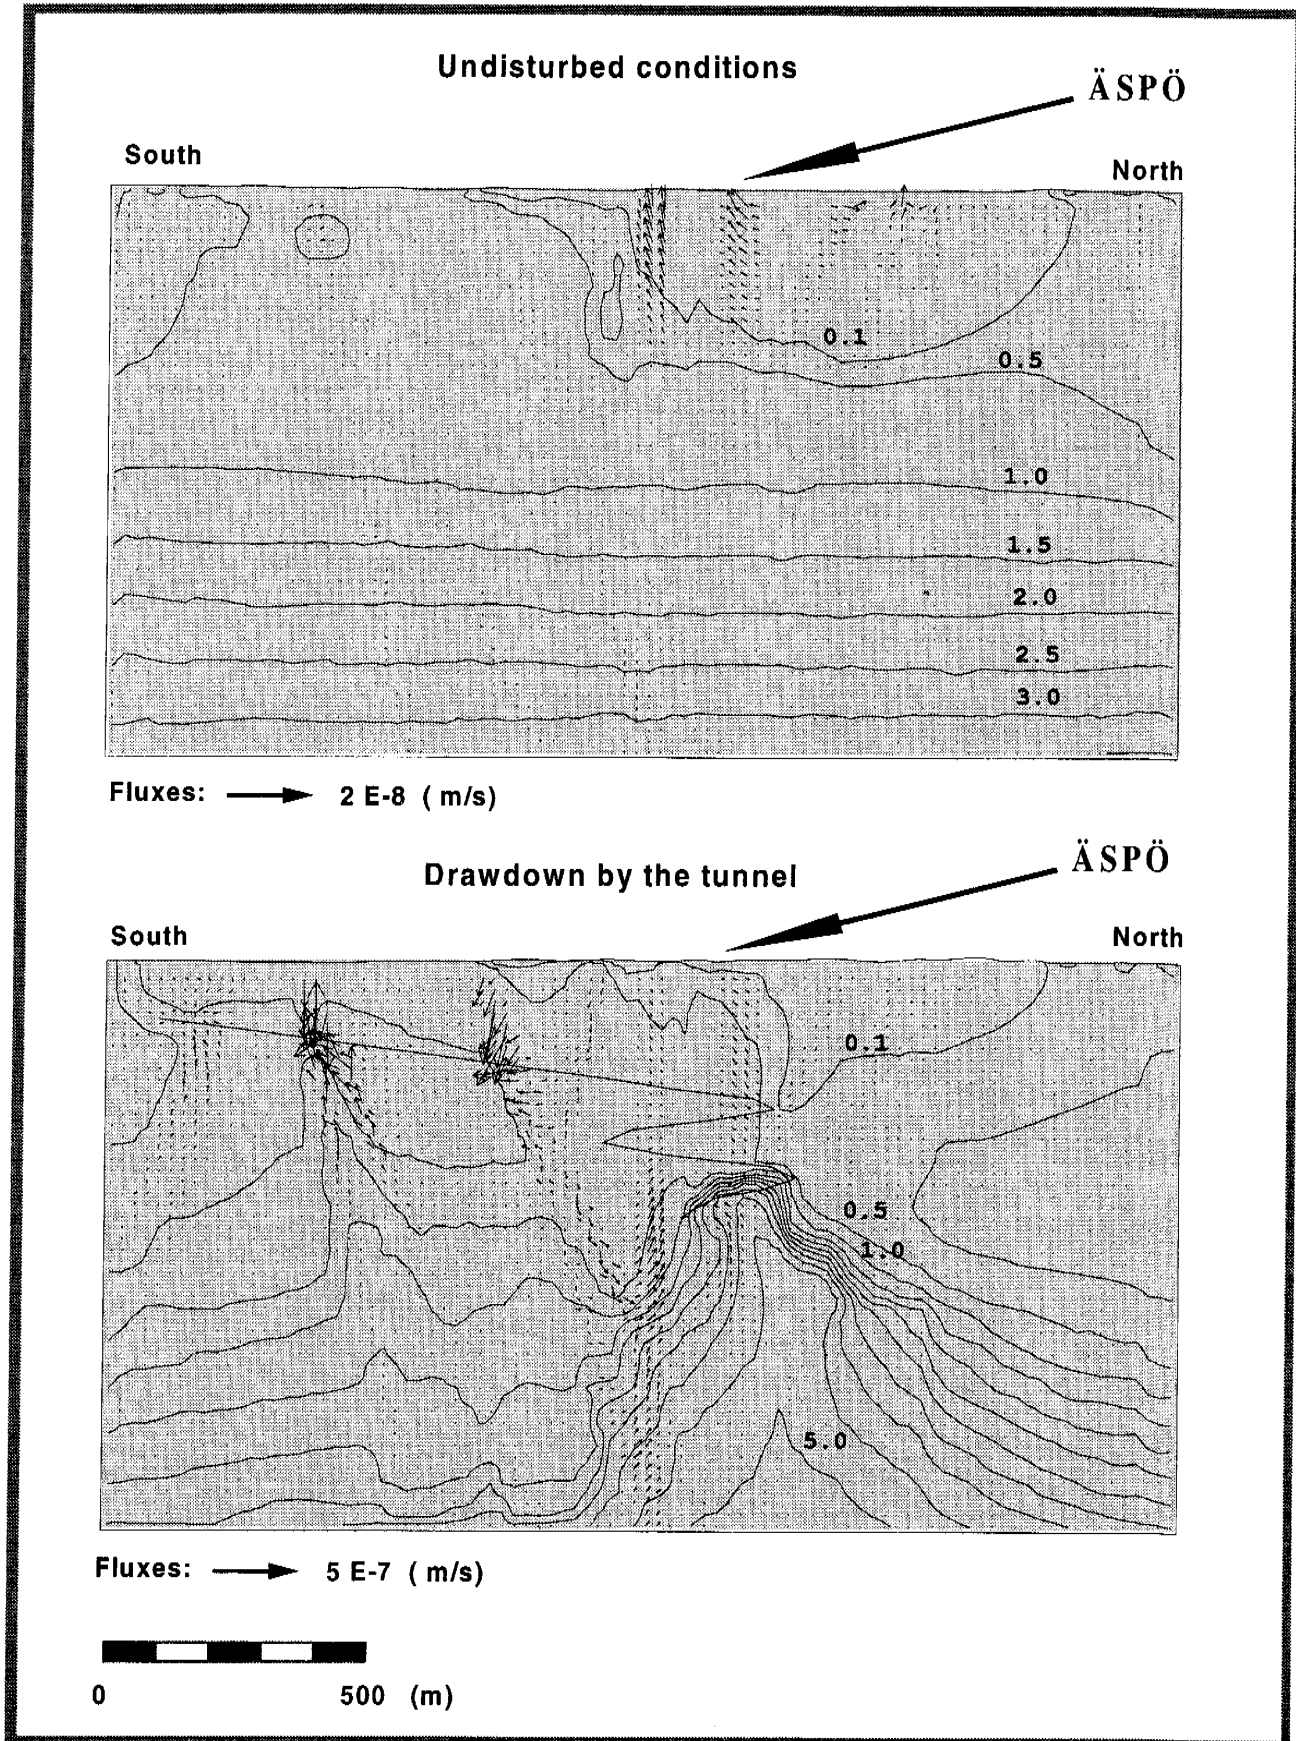 Undisturbed conditions
ÄSPÖ
South
North
0.1
0.5
1.0
1.5
2.0
2.5
3.0
Fluxes: 2 E-8 ( m/s)
Drawdown by the tunnel
ÄSPÖ
South
North
0.1
0.5
1.0
5.0
Fluxes: 5 E-7 ( m/s)
0 500 (m)